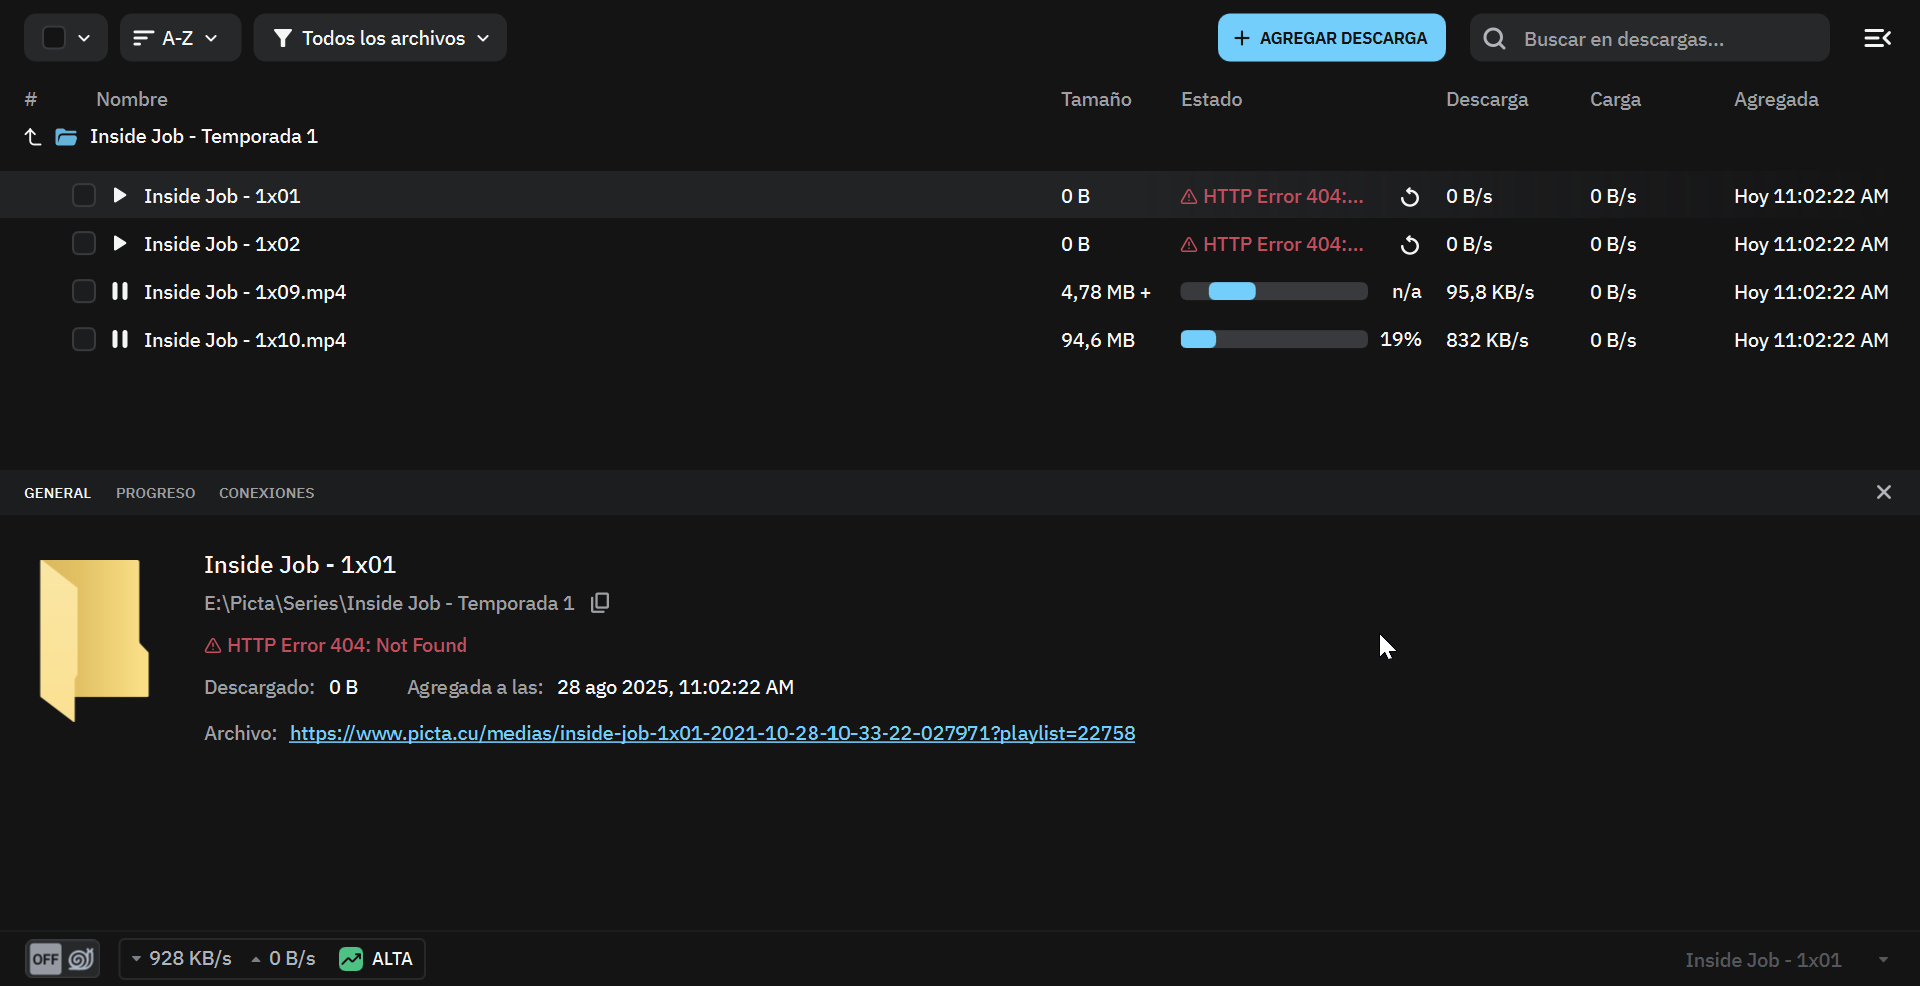 A-Z Todos los archivos + AGREGAR DESCARGA Buscar en descargas...
# Nombre Tamaño Estado Descarga Carga Agregada
Inside Job - Temporada 1
Inside Job - 1x01 0 B HTTP Error 404:... 0 B/s 0 B/s Hoy 11:02:22 AM
Inside Job - 1x02 0 B HTTP Error 404:... 0 B/s 0 B/s Hoy 11:02:22 AM
Inside Job - 1x09.mp4 4,78 MB + n/a 95,8 KB/s 0 B/s Hoy 11:02:22 AM
Inside Job - 1x10.mp4 94,6 MB 19% 832 KB/s 0 B/s Hoy 11:02:22 AM
GENERAL PROGRESO CONEXIONES
Inside Job - 1x01
E:\Picta\Series\Inside Job - Temporada 1
HTTP Error 404: Not Found
Descargado: 0 B Agregada a las: 28 ago 2025, 11:02:22 AM
Archivo: https://www.picta.cu/medias/inside-job-1x01-2021-10-28-10-33-22-027971?playlist=22758
OFF 928 KB/s 0 B/s ALTA Inside Job - 1x01